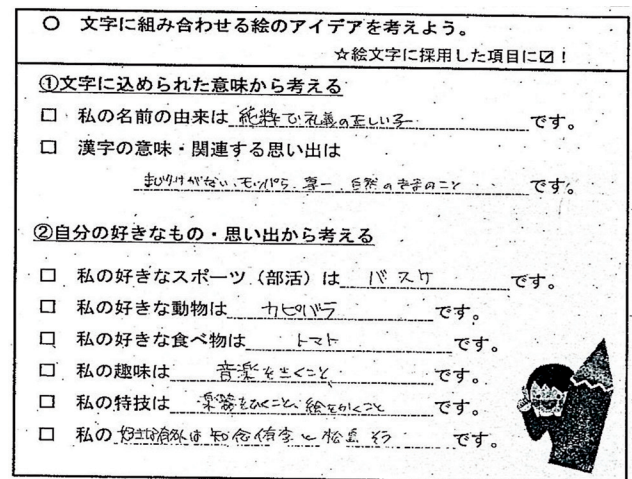 ○ 文字に組み合わせる絵のアイデアを考えよう。
☆絵文字に採用した項目に☑!
①文字に込められた意味から考える
□ 私の名前の由来は 純粋で礼義の正しい子 です。
□ 漢字の意味・関連する思い出は
まじりけがない、モッパラ、専一、自然のままのこと です。
②自分の好きなもの・思い出から考える
□ 私の好きなスポーツ(部活)は バスケ です。
□ 私の好きな動物は カピバラ です。
□ 私の好きな食べ物は トマト です。
□ 私の趣味は 音楽をきくこと です。
□ 私の特技は 楽器をひくこと、絵をかくこと です。
□ 私の 好きな は 知念侑李と です。